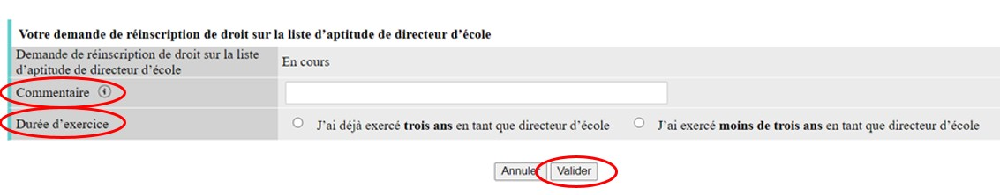 Votre demande de réinscription de droit sur la liste d’aptitude de directeur d’école
Demande de réinscription de droit sur la liste
d’aptitude de directeur d’école
En cours
Commentaire
Durée d’exercice
J’ai déjà exercé trois ans en tant que directeur d’école
J’ai exercé moins de trois ans en tant que directeur d’école
Annuler
Valider